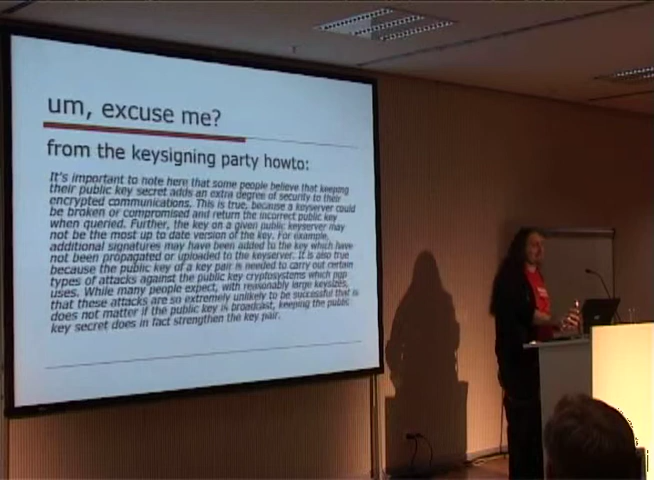 um, excuse me?
from the keysigning party howto:
It's important to note here that some people believe that keeping
their public key secret adds an extra degree of security to their
encrypted communications. This is true, because a keyserver could
be broken or compromised and return the incorrect public key
when queried. Further, the key on a given public keyserver may
not be the most up to date version of the key. For example,
additional signatures may have been added to the key which have
not been propagated or uploaded to the keyserver. It is also true
because the public key of a key pair is needed to carry out certain
types of attacks against the public key cryptosystems which pgp
uses. While many people expect, with reasonably large keysizes,
that these attacks are so extremely unlikely to be successful that is
does not matter if the public key is broadcast, keeping the public
key secret does in fact strengthen the key pair.